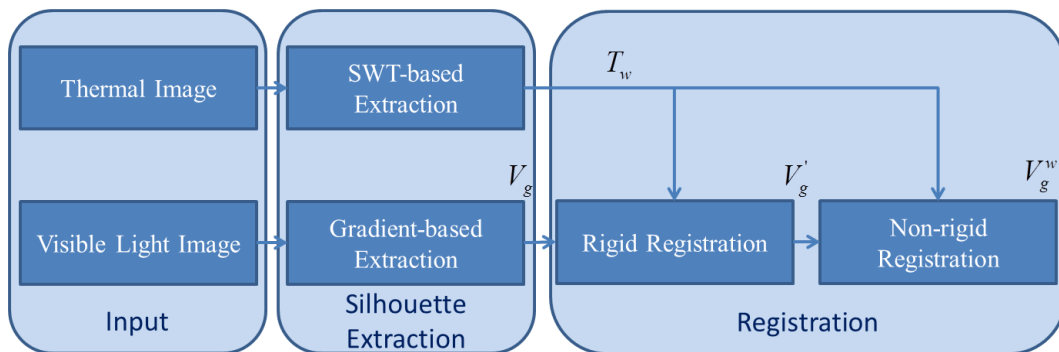 Thermal Image
SWT-based
Extraction
T_w
Visible Light Image
V_g
Gradient-based
Extraction
Rigid Registration
V_g^'
Non-rigid
Registration
V_g^w
Input
Silhouette
Extraction
Registration